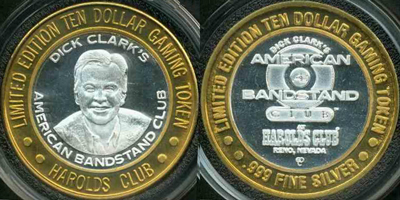 LIMITED EDITION TEN DOLLAR GAMING TOKEN
DICK CLARK'S
AMERICAN BANDSTAND CLUB
• HAROLDS CLUB •
LIMITED EDITION TEN DOLLAR GAMING TOKEN
DICK CLARK'S
AMERICAN
BANDSTAND
CLUB
HAROLDS CLUB
RENO, NEVADA
• .999 FINE SILVER •